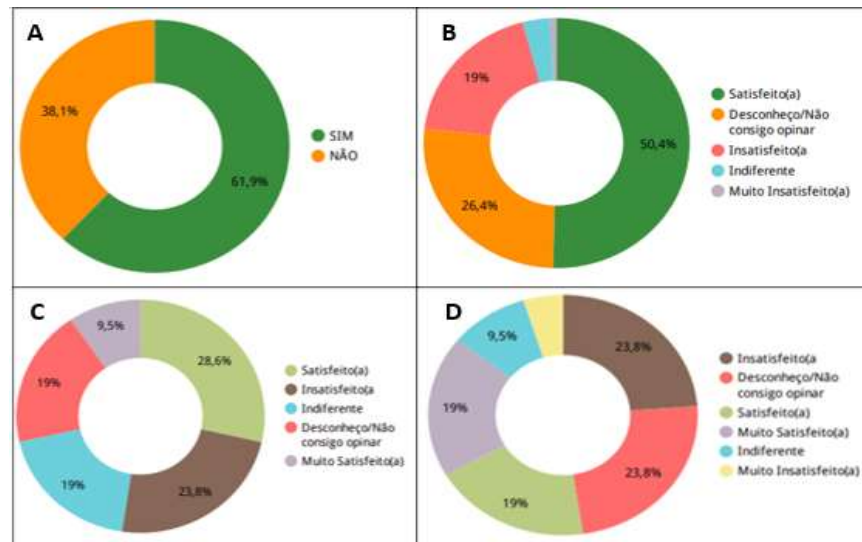 A
38,1%
61,9%
SIM
NÃO
B
19%
50,4%
26,4%
Satisfeito(a)
Desconheço/Não
consigo opinar
Insatisfeito(a
Indiferente
Muito Insatisfeito(a)
C
9,5%
28,6%
19%
19%
23,8%
Satisfeito(a)
Insatisfeito(a
Indiferente
Desconheço/Não
consigo opinar
Muito Satisfeito(a)
D
9,5%
23,8%
19%
19%
23,8%
Insatisfeito(a
Desconheço/Não
consigo opinar
Satisfeito(a)
Muito Satisfeito(a)
Indiferente
Muito Insatisfeito(a)